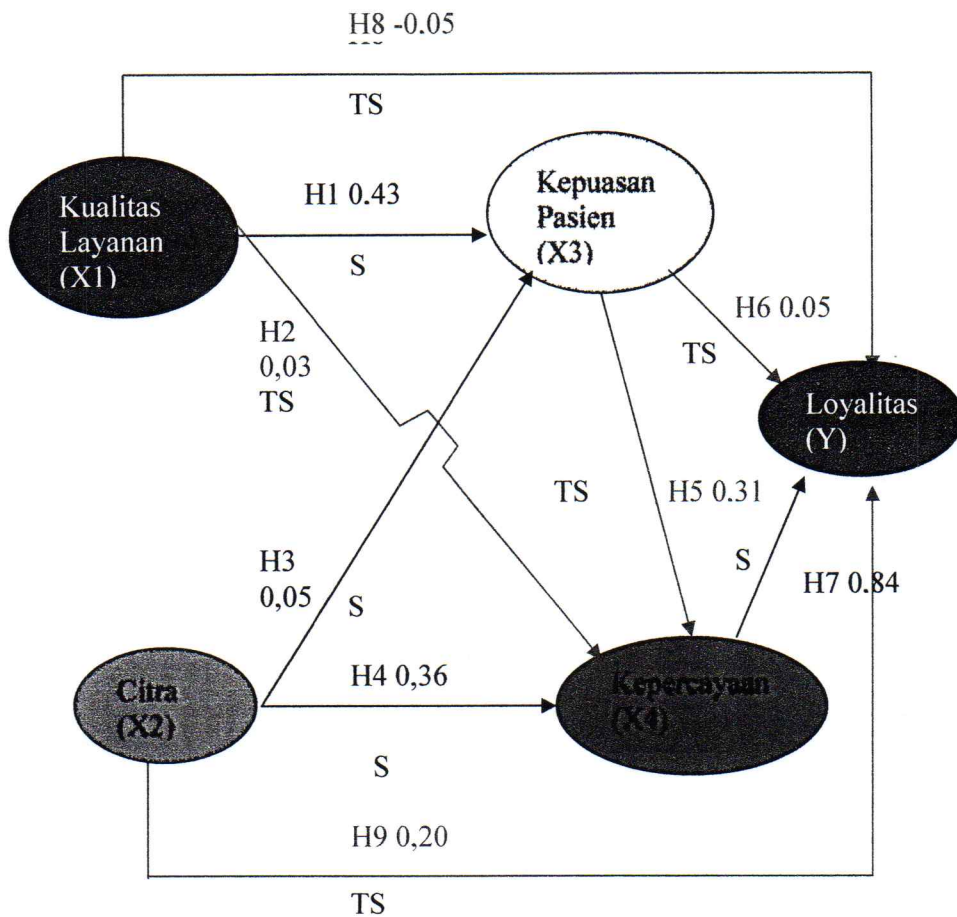 H8 -0.05
TS
Kualitas
Layanan
(X1)
H1 0.43
S
Kepuasan
Pasien
(X3)
H2
0,03
TS
H6 0.05
TS
Loyalitas
(Y)
TS
H5 0.31
H3
0,05
S
S
H7 0.84
Citra
(X2)
H4 0,36
S
Kepercayaan
(X4)
H9 0,20
TS